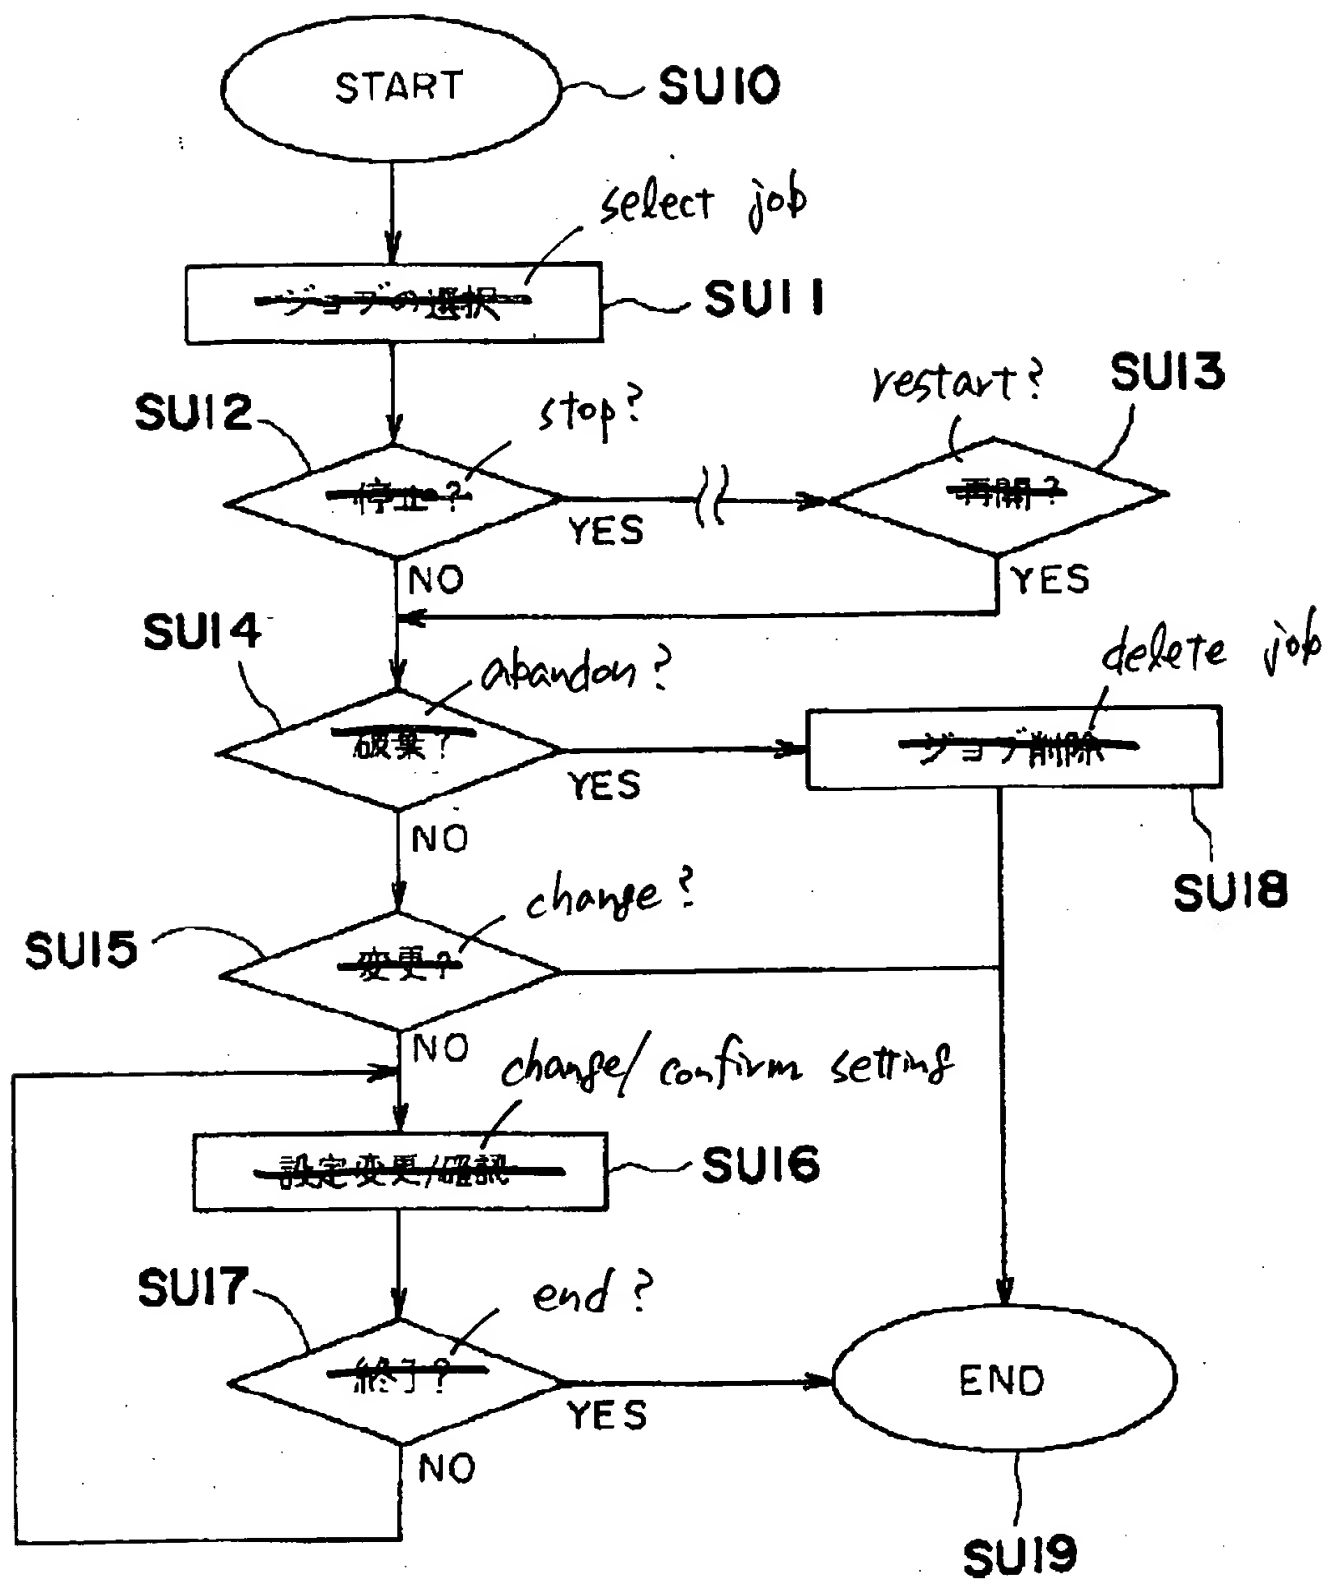 START
SU10
select job
ジョブの選択
SU11
SU12
stop?
停止?
YES
NO
restart?
SU13
再開?
YES
SU14
abandon?
破棄?
YES
NO
delete job
ジョブ削除
SU18
SU15
change?
変更?
NO
change/confirm setting
設定変更/確認
SU16
SU17
end?
終了?
YES
NO
END
SU19